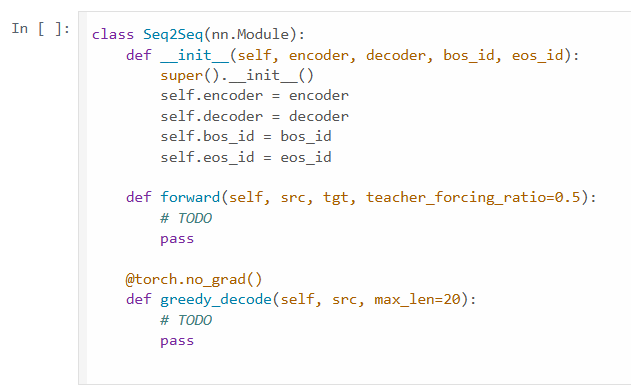 In [ ]:
class Seq2Seq(nn.Module):
    def __init__(self, encoder, decoder, bos_id, eos_id):
        super().__init__()
        self.encoder = encoder
        self.decoder = decoder
        self.bos_id = bos_id
        self.eos_id = eos_id

    def forward(self, src, tgt, teacher_forcing_ratio=0.5):
        # TODO
        pass

    @torch.no_grad()
    def greedy_decode(self, src, max_len=20):
        # TODO
        pass